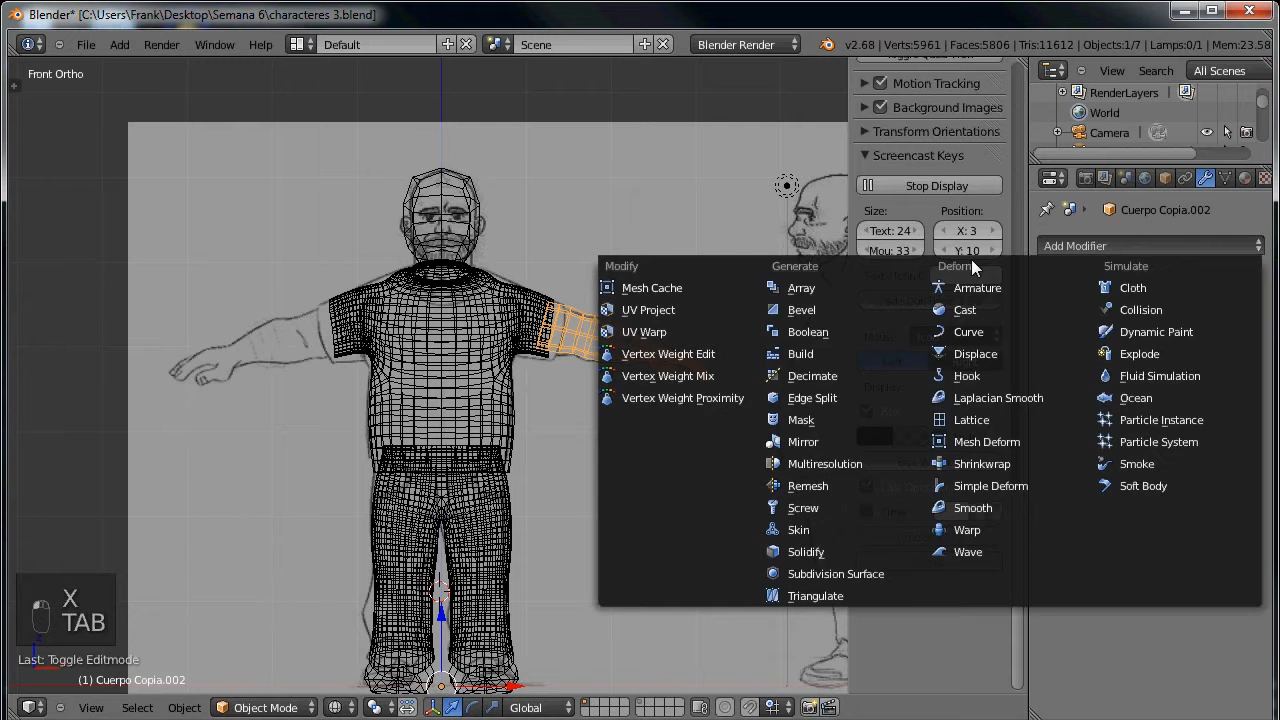 Blender* [C:\Users\Frank\Desktop\Semana 6\characteres 3.blend]
File Add Render Window Help Default Scene Blender Render v2.68 | Verts:5961 | Faces:5806 | Tris:11612 | Objects:1/7 | Lamps:0/1 | Mem:23.58
View Search All Scenes
Front Ortho
Motion Tracking
Background Images
Transform Orientations
Screencast Keys
Stop Display
Size: Position:
Text: 24 X: 3
Mou: 33 Y: 10
RenderLayers
World
Camera
Cuerpo Copia.002
Add Modifier
Modify
Mesh Cache
UV Project
UV Warp
Vertex Weight Edit
Vertex Weight Mix
Vertex Weight Proximity
Generate
Array
Bevel
Boolean
Build
Decimate
Edge Split
Mask
Mirror
Multiresolution
Remesh
Screw
Skin
Solidify
Subdivision Surface
Triangulate
Deform
Armature
Cast
Curve
Displace
Hook
Laplacian Smooth
Lattice
Mesh Deform
Shrinkwrap
Simple Deform
Smooth
Warp
Wave
Simulate
Cloth
Collision
Dynamic Paint
Explode
Fluid Simulation
Ocean
Particle Instance
Particle System
Smoke
Soft Body
X
TAB
Last: Toggle Editmode
(1) Cuerpo Copia.002
View Select Object Object Mode Global